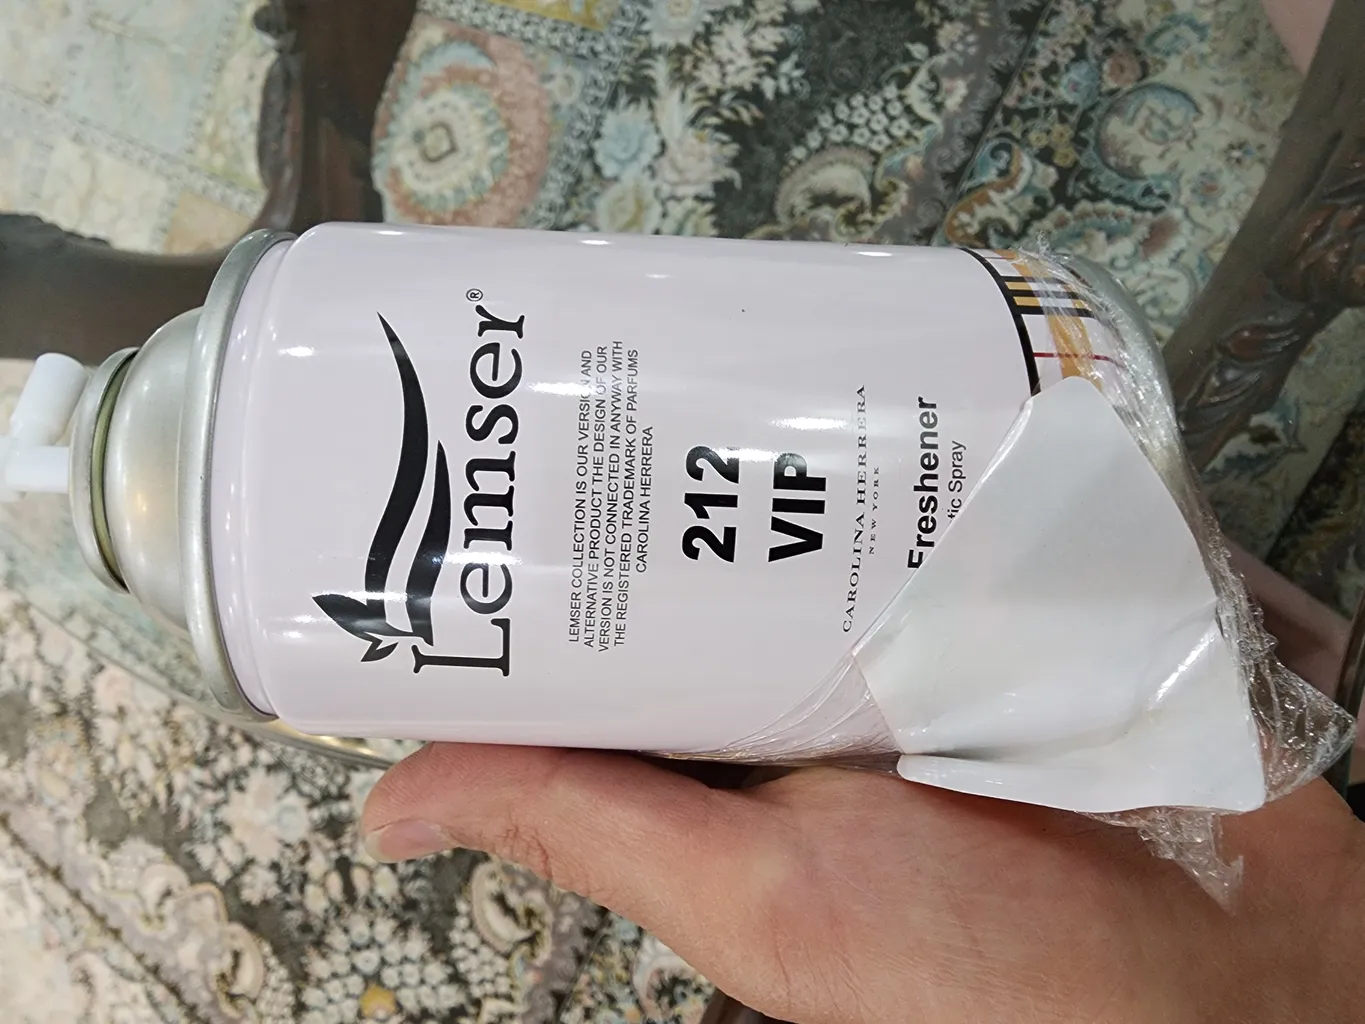 Lemser®
LEMSER COLLECTION IS OUR VERSION AND
ALTERNATIVE PRODUCT THE DESIGN OF OUR
VERSION IS NOT CONNECTED IN ANYWAY WITH
THE REGISTERED TRADEMARK OF PARFUMS
CAROLINA HERRERA
212
VIP
CAROLINA HERRERA
NEW YORK
Freshener
tic Spray